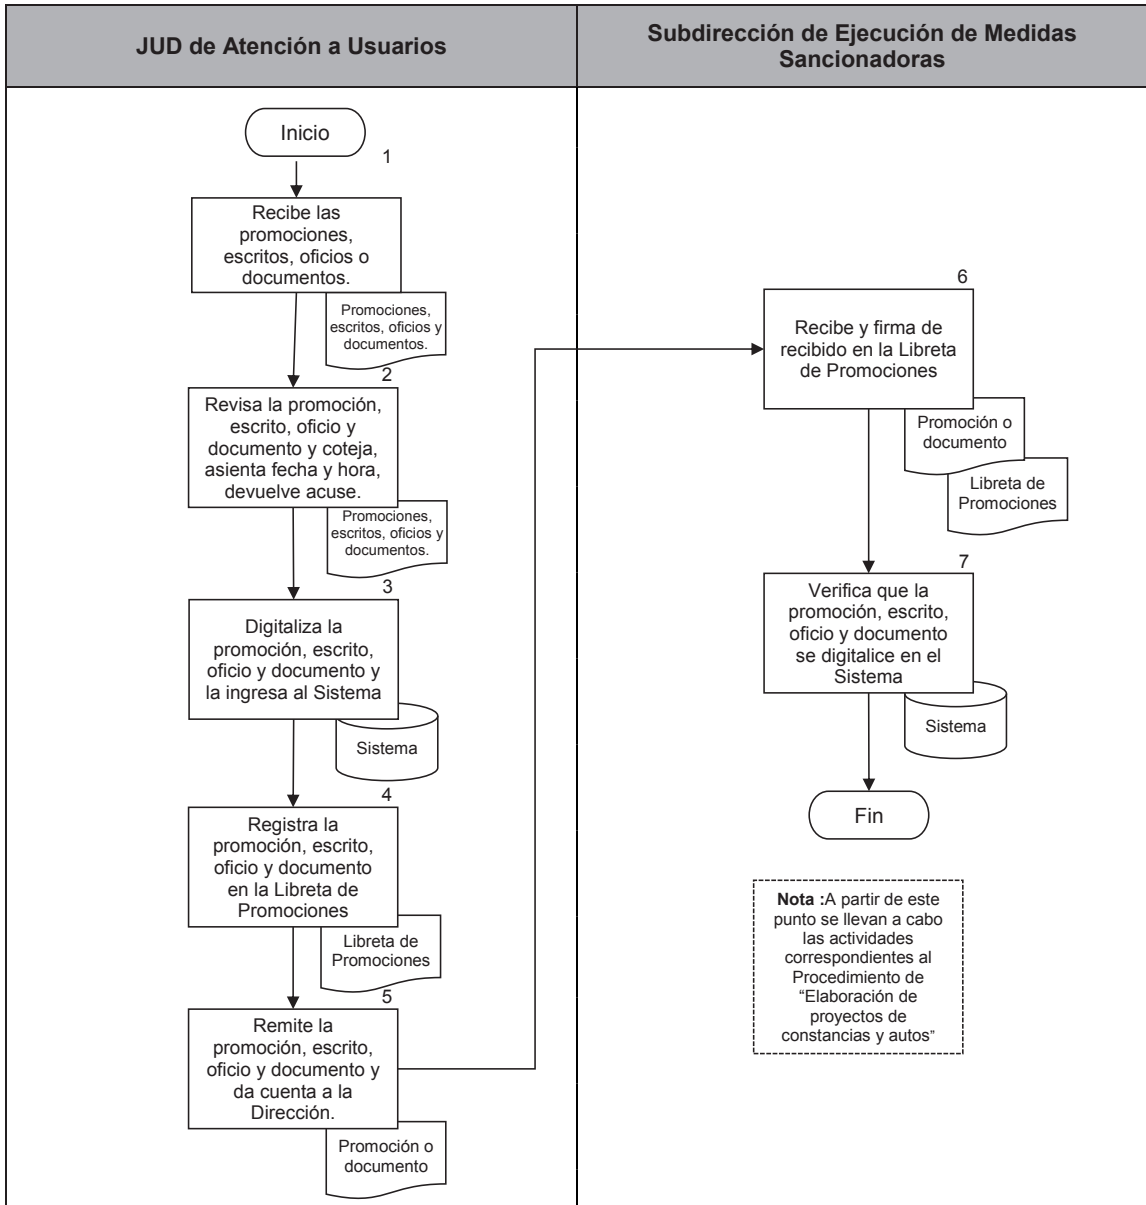 JUD de Atención a Usuarios
Subdirección de Ejecución de Medidas
Sancionadoras
Inicio
1
Recibe las
promociones,
escritos, oficios o
documentos.
Promociones,
escritos, oficios y
documentos.
2
Revisa la promoción,
escrito, oficio y
documento y coteja,
asienta fecha y hora,
devuelve acuse.
Promociones,
escritos, oficios y
documentos.
3
Digitaliza la
promoción, escrito,
oficio y documento y
la ingresa al Sistema
Sistema
4
Registra la
promoción, escrito,
oficio y documento
en la Libreta de
Promociones
Libreta de
Promociones
5
Remite la
promoción, escrito,
oficio y documento y
da cuenta a la
Dirección.
Promoción o
documento
6
Recibe y firma de
recibido en la Libreta
de Promociones
Promoción o
documento
Libreta de
Promociones
7
Verifica que la
promoción, escrito,
oficio y documento
se digitalice en el
Sistema
Sistema
Fin
Nota :A partir de este
punto se llevan a cabo
las actividades
correspondientes al
Procedimiento de
“Elaboración de
proyectos de
constancias y autos”